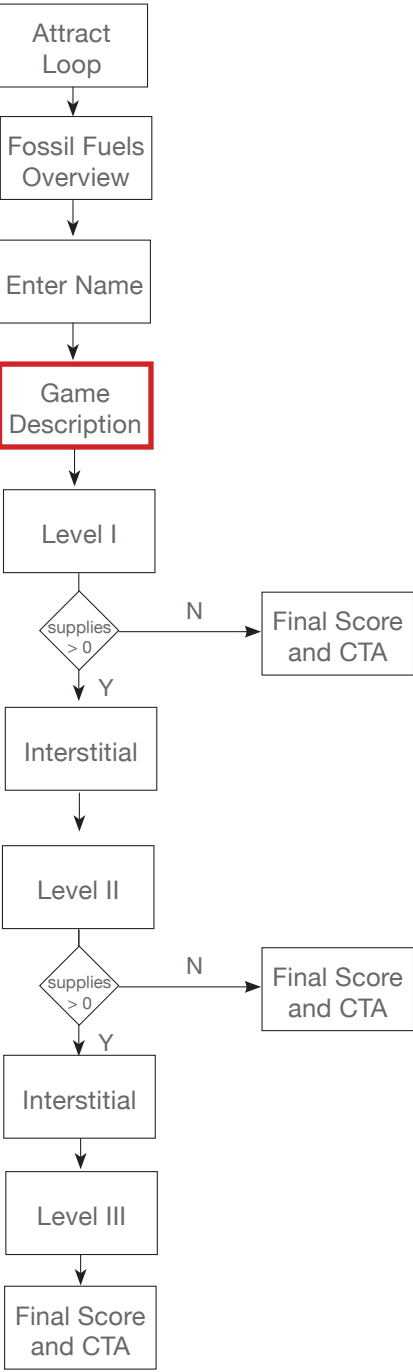 Attract
Loop
Fossil Fuels
Overview
Enter Name
Game
Description
Level I
supplies
> 0
N
Final Score
and CTA
Y
Interstitial
Level II
supplies
> 0
N
Final Score
and CTA
Y
Interstitial
Level III
Final Score
and CTA